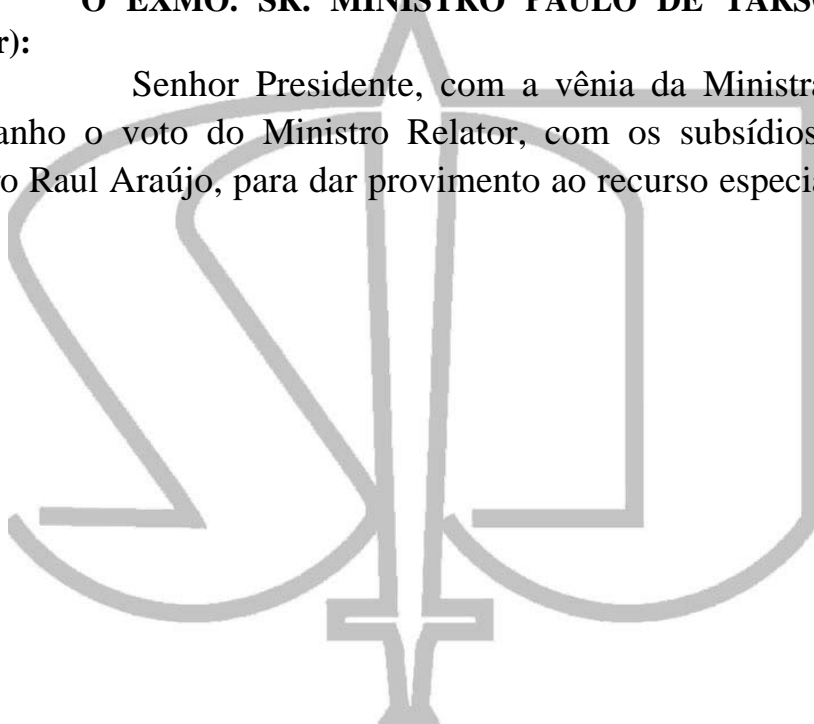 O EXMO. SR. MINISTRO PAULO DE TARSO
r):
Senhor Presidente, com a vênia da Ministra
anho o voto do Ministro Relator, com os subsídios
ro Raul Araújo, para dar provimento ao recurso especia